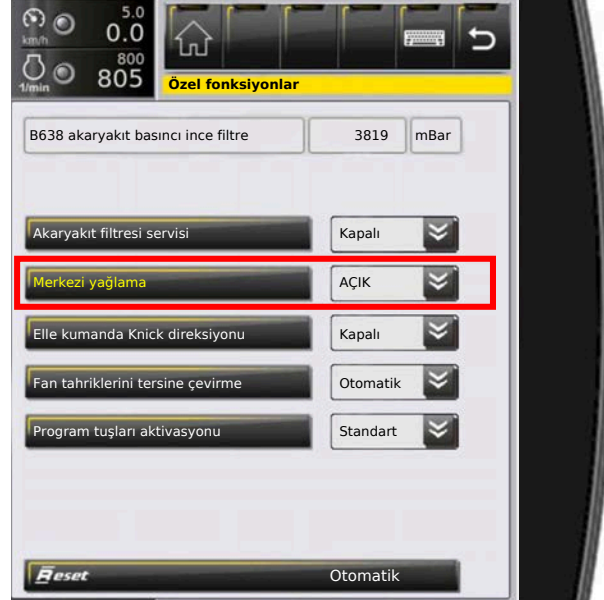 5.0
km/h 0.0
800
1/min 805
Özel fonksiyonlar
B638 akaryakıt basıncı ince filtre 3819 mBar
Akaryakıt filtresi servisi Kapalı
Merkezi yağlama AÇIK
Elle kumanda Knick direksiyonu Kapalı
Fan tahriklerini tersine çevirme Otomatik
Program tuşları aktivasyonu Standart
Reset Otomatik